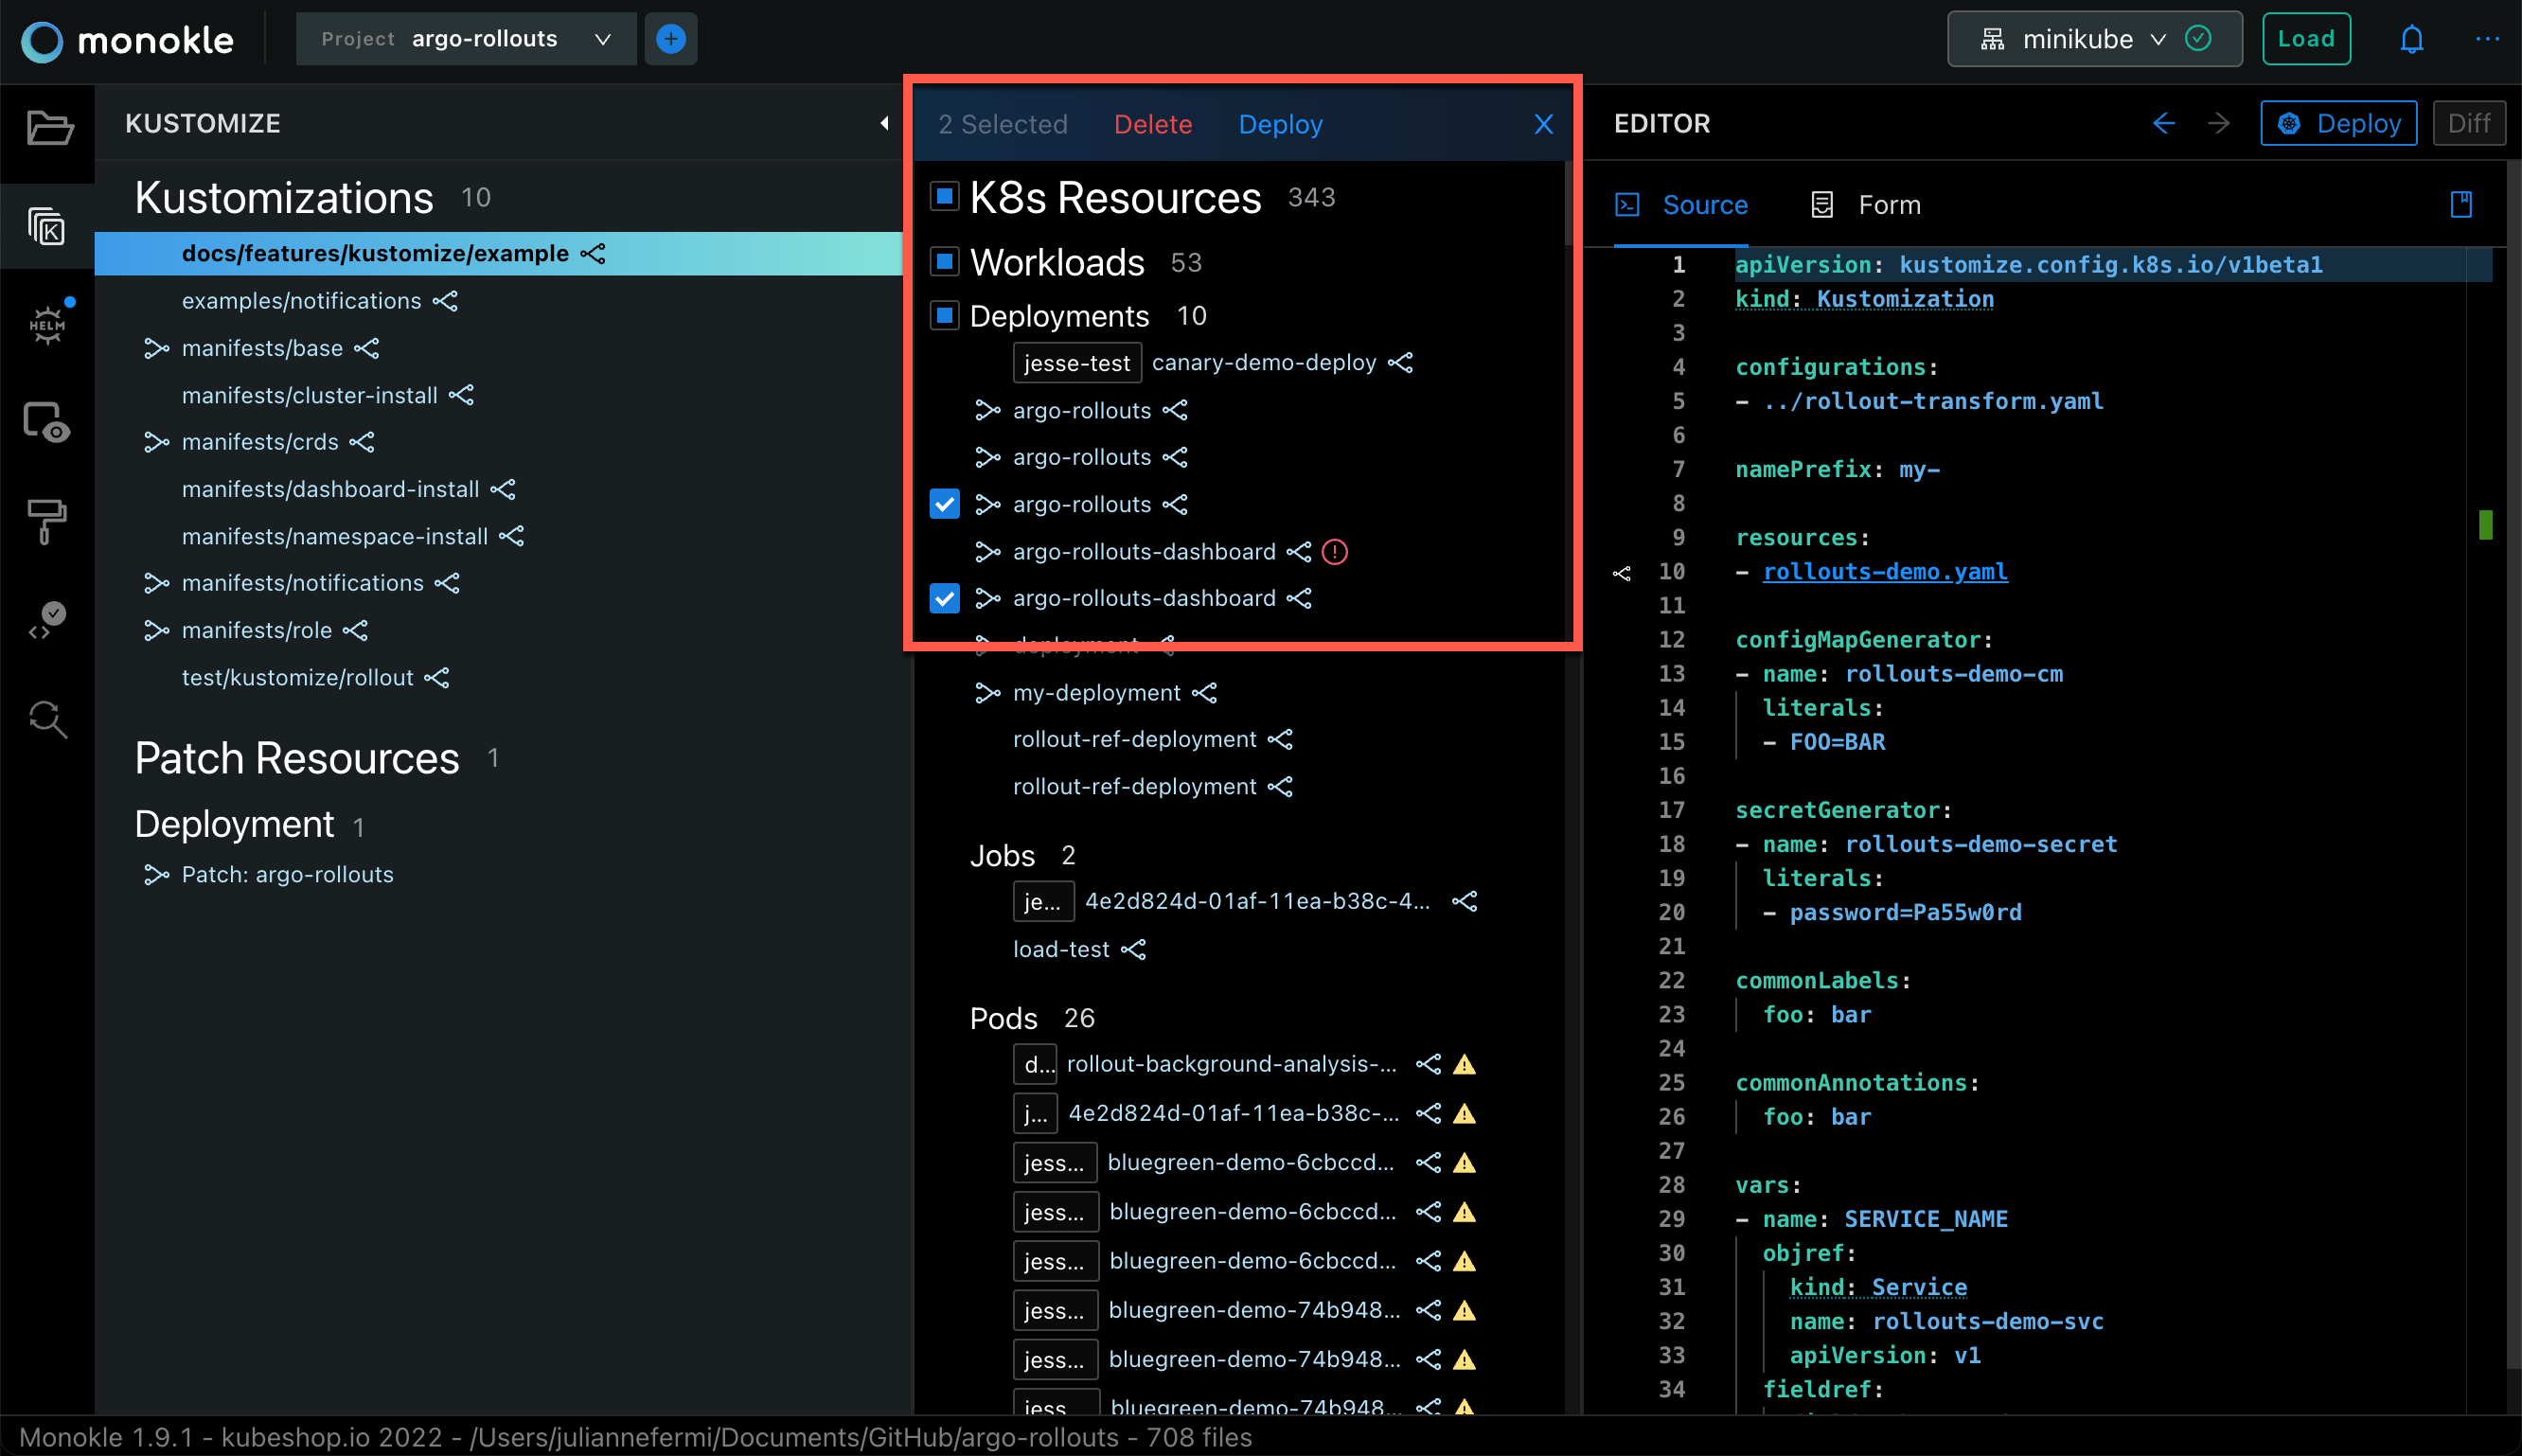 monokle
Project argo-rollouts
minikube
Load
KUSTOMIZE
Kustomizations 10
docs/features/kustomize/example
examples/notifications
manifests/base
manifests/cluster-install
manifests/crds
manifests/dashboard-install
manifests/namespace-install
manifests/notifications
manifests/role
test/kustomize/rollout
Patch Resources 1
Deployment 1
Patch: argo-rollouts
HELM
2 Selected Delete Deploy X
K8s Resources 343
Workloads 53
Deployments 10
jesse-test canary-demo-deploy
argo-rollouts
argo-rollouts
argo-rollouts
argo-rollouts-dashboard
argo-rollouts-dashboard
deployment
my-deployment
rollout-ref-deployment
rollout-ref-deployment
Jobs 2
je... 4e2d824d-01af-11ea-b38c-4...
load-test
Pods 26
d... rollout-background-analysis-...
j... 4e2d824d-01af-11ea-b38c-...
jess... bluegreen-demo-6cbccd...
jess... bluegreen-demo-6cbccd...
jess... bluegreen-demo-6cbccd...
jess... bluegreen-demo-74b948...
jess... bluegreen-demo-74b948...
jess... bluegreen-demo-74b948...
EDITOR
Deploy Diff
Source Form
1 apiVersion: kustomize.config.k8s.io/v1beta1
2 kind: Kustomization
3
4 configurations:
5 - ../rollout-transform.yaml
6
7 namePrefix: my-
8
9 resources:
10 - rollouts-demo.yaml
11
12 configMapGenerator:
13 - name: rollouts-demo-cm
14 literals:
15 - FOO=BAR
16
17 secretGenerator:
18 - name: rollouts-demo-secret
19 literals:
20 - password=Pa55w0rd
21
22 commonLabels:
23 foo: bar
24
25 commonAnnotations:
26 foo: bar
27
28 vars:
29 - name: SERVICE_NAME
30 objref:
31 kind: Service
32 name: rollouts-demo-svc
33 apiVersion: v1
34 fieldref:
Monokle 1.9.1 - kubeshop.io 2022 - /Users/juliannefermi/Documents/GitHub/argo-rollouts - 708 files